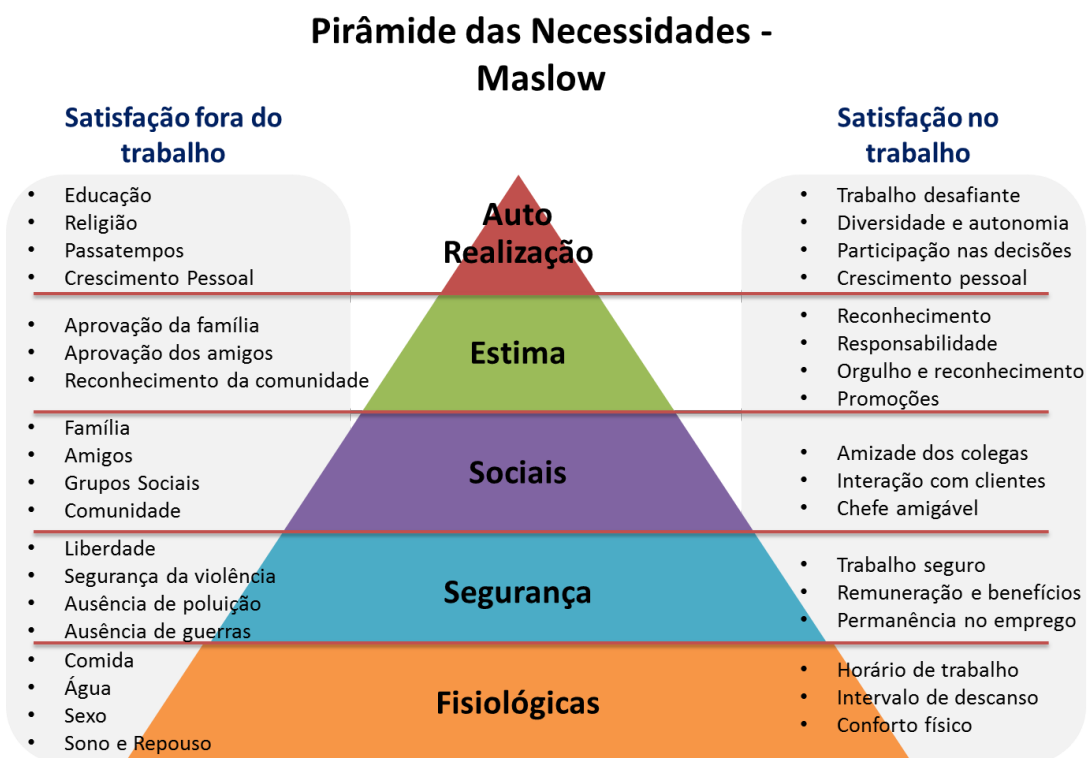 Pirâmide das Necessidades -
Maslow
Satisfação fora do
trabalho
Satisfação no
trabalho
• Educação
• Religião
• Passatempos
• Crescimento Pessoal
Auto
Realização
• Trabalho desafiante
• Diversidade e autonomia
• Participação nas decisões
• Crescimento pessoal
• Aprovação da família
• Aprovação dos amigos
• Reconhecimento da comunidade
Estima
• Reconhecimento
• Responsabilidade
• Orgulho e reconhecimento
• Promoções
• Família
• Amigos
• Grupos Sociais
• Comunidade
Sociais
• Amizade dos colegas
• Interação com clientes
• Chefe amigável
• Liberdade
• Segurança da violência
• Ausência de poluição
• Ausência de guerras
Segurança
• Trabalho seguro
• Remuneração e benefícios
• Permanência no emprego
• Comida
• Água
• Sexo
• Sono e Repouso
Fisiológicas
• Horário de trabalho
• Intervalo de descanso
• Conforto físico